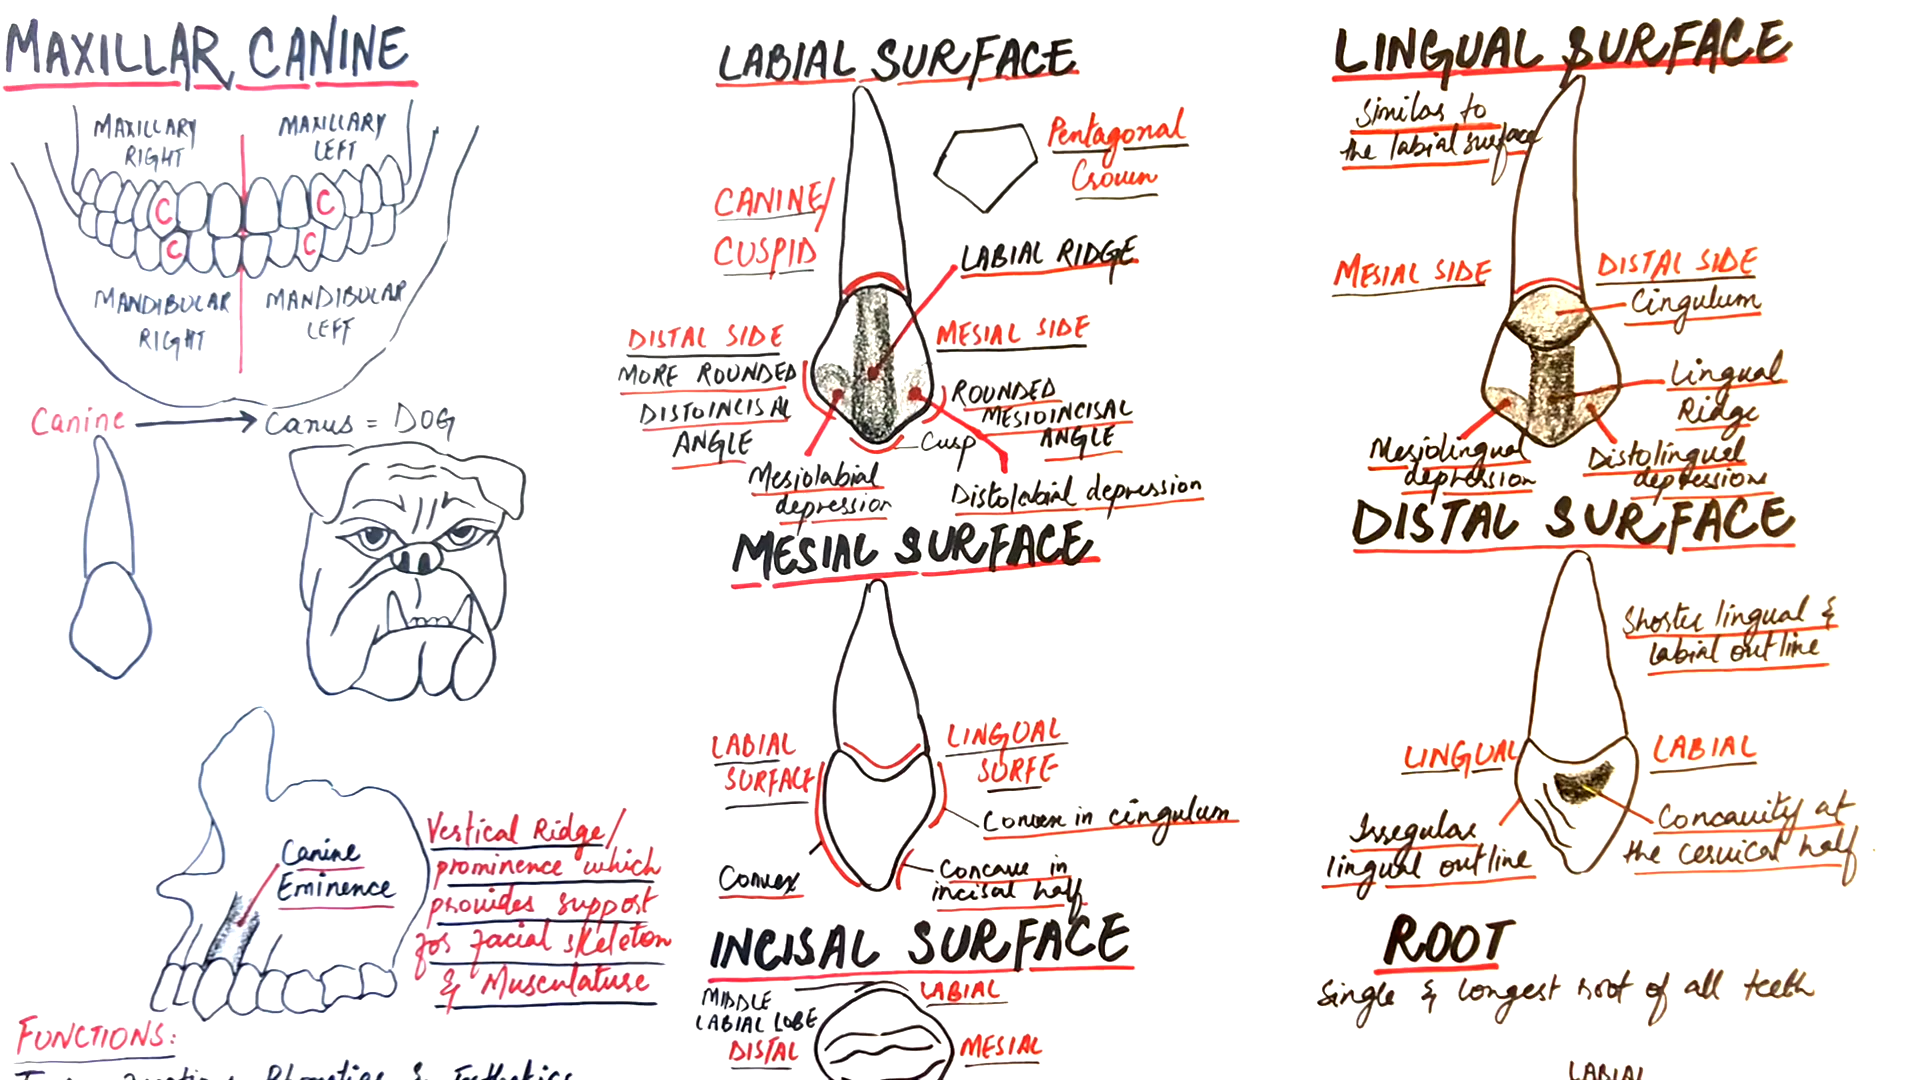 MAXILLAR CANINE
MAXILLARY
RIGHT
MAXILLARY
LEFT
C
C
C
C
MANDIBULAR
RIGHT
MANDIBULAR
LEFT
Canine
Canus = DOG
Canine
Eminence
Vertical Ridge/
prominence which
provides support
for facial skeleton
& Musculature
FUNCTIONS:
Phonetics & Esthetics
LABIAL SURFACE
Pentagonal
Crown
CANINE/
CUSPID
LABIAL RIDGE
DISTAL SIDE
MORE ROUNDED
DISTOINCISAL
ANGLE
MESIAL SIDE
ROUNDED
MESIOINCISAL
ANGLE
Cusp
Mesiolabial
depression
Distolabial depression
MESIAL SURFACE
LABIAL
SURFACE
LINGUAL
SURFE
Convex in cingulum
Convex
Concave in
incisal half
INCISAL SURFACE
MIDDLE
LABIAL LOBE
LABIAL
DISTAL
MESIAL
LINGUAL SURFACE
Similar to
the labial surface
MESIAL SIDE
DISTAL SIDE
Cingulum
Lingual
Ridge
Mesiolingual
depression
Distolingual
depressions
DISTAL SURFACE
Shorter lingual &
labial outline
LINGUAL
LABIAL
Irregular
lingual outline
Concavity at
the cervical half
ROOT
Single & longest root of all teeth
LABIAL